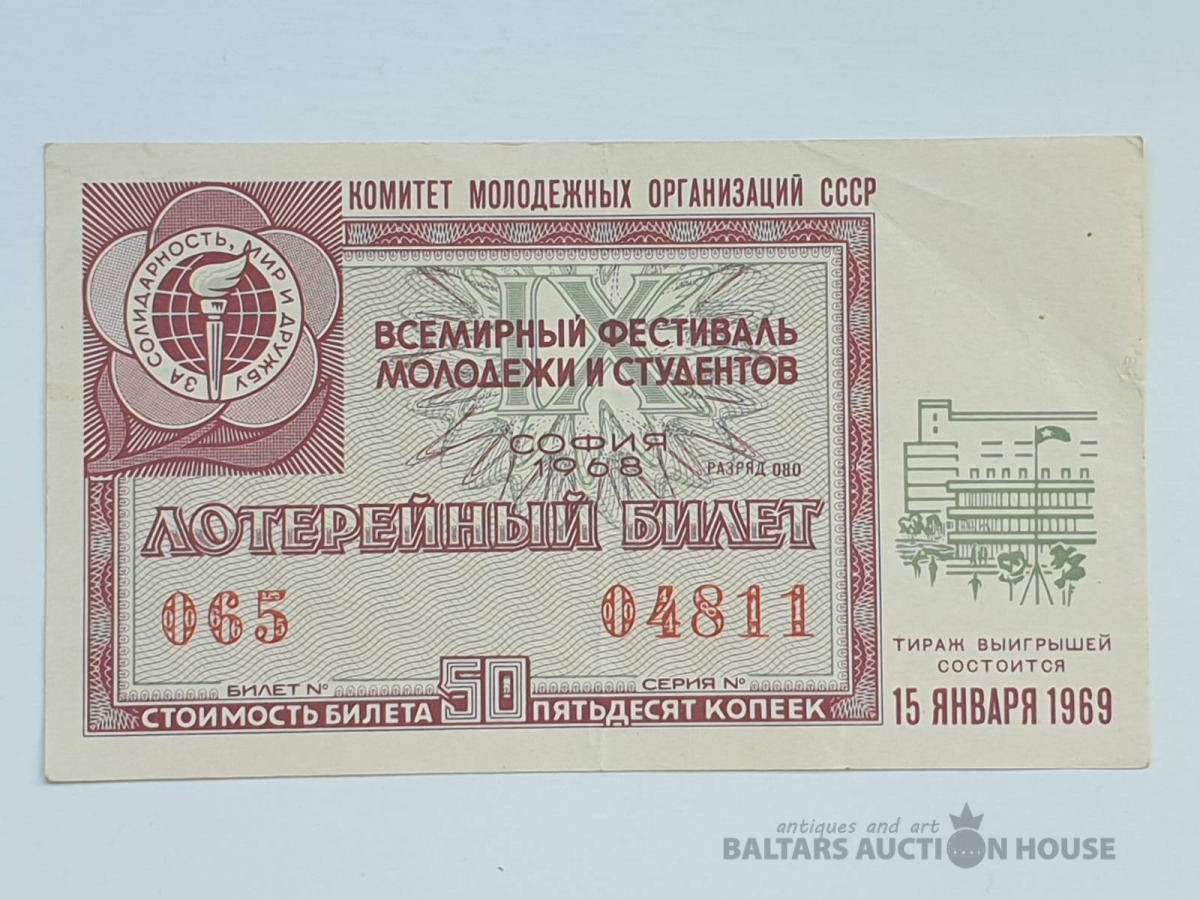 КОМИТЕТ МОЛОДЕЖНЫХ ОРГАНИЗАЦИЙ СССР
ЗА СОЛИДАРНОСТЬ, МИР И ДРУЖБУ
IX
ВСЕМИРНЫЙ ФЕСТИВАЛЬ
МОЛОДЕЖИ И СТУДЕНТОВ
СОФИЯ
1968
РАЗРЯД 080
ЛОТЕРЕЙНЫЙ БИЛЕТ
065 04811
БИЛЕТ № СЕРИЯ №
СТОИМОСТЬ БИЛЕТА 50 ПЯТЬДЕСЯТ КОПЕЕК
ТИРАЖ ВЫИГРЫШЕЙ
СОСТОИТСЯ
15 ЯНВАРЯ 1969
antiques and art
BALTARS AUCTION HOUSE